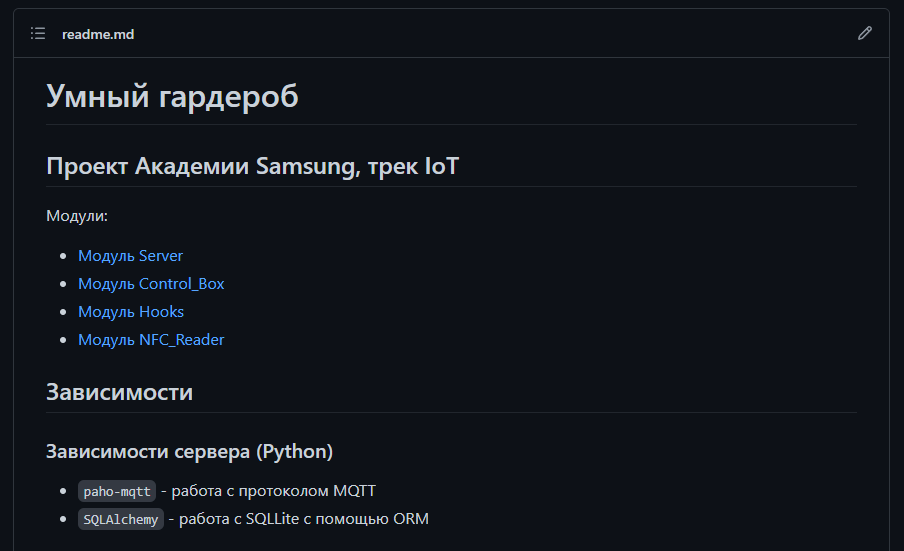 readme.md
Умный гардероб
Проект Академии Samsung, трек IoT
Модули:
Модуль Server
Модуль Control_Box
Модуль Hooks
Модуль NFC_Reader
Зависимости
Зависимости сервера (Python)
paho-mqtt - работа с протоколом MQTT
SQLAlchemy - работа с SQLLite с помощью ORM